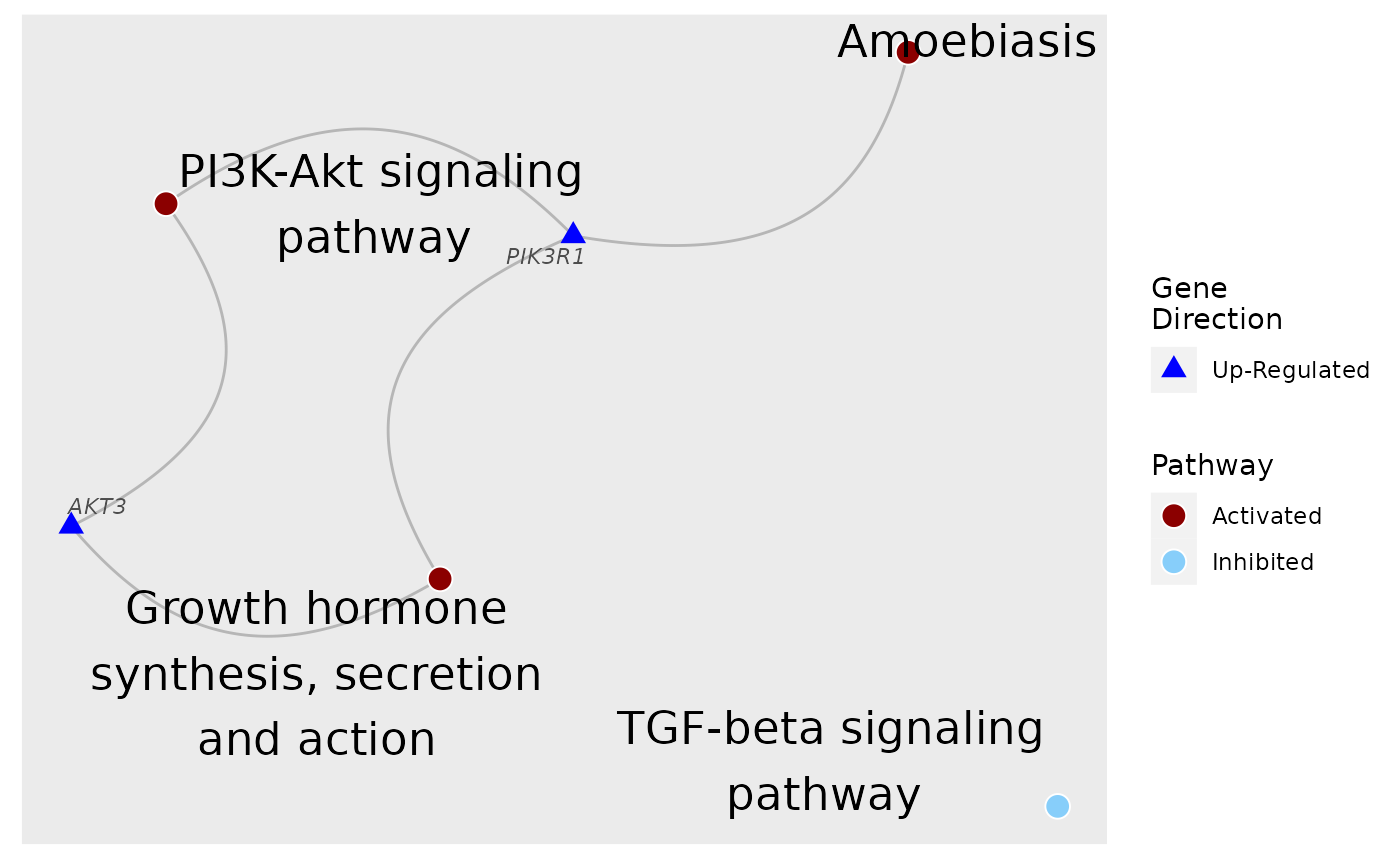 Amoebiasis
PI3K-Akt signaling
pathway
PIK3R1
AKT3
Growth hormone
synthesis, secretion
and action
TGF-beta signaling
pathway
Gene
Direction
Up-Regulated
Pathway
Activated
Inhibited